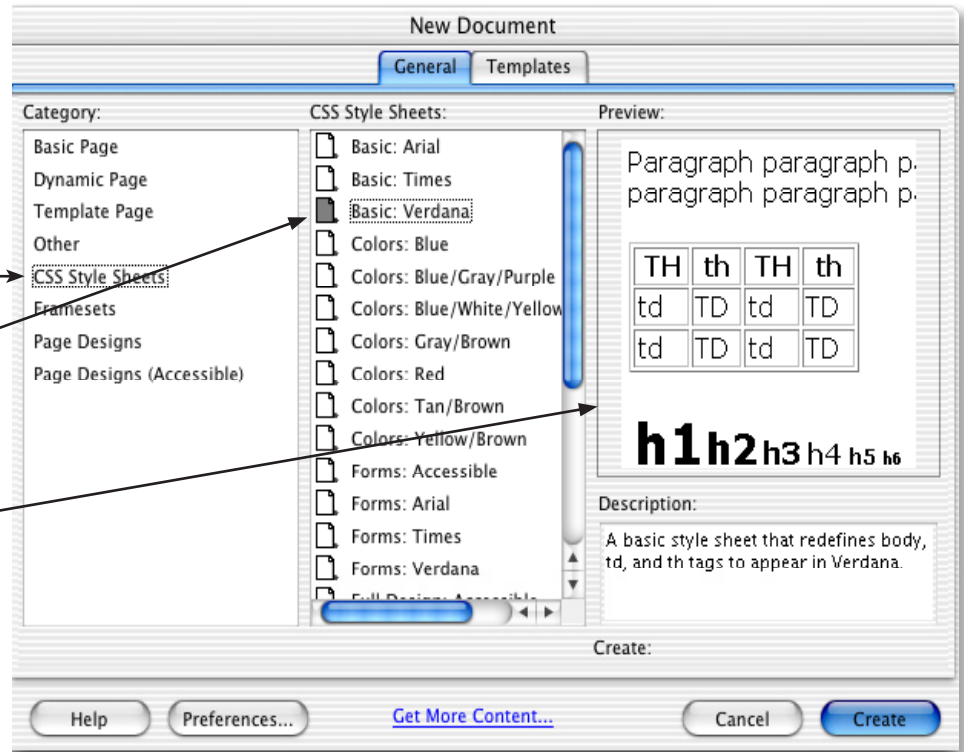 New Document
General Templates
Category:
Basic Page
Dynamic Page
Template Page
Other
CSS Style Sheets
Framesets
Page Designs
Page Designs (Accessible)
CSS Style Sheets:
Basic: Arial
Basic: Times
Basic: Verdana
Colors: Blue
Colors: Blue/Gray/Purple
Colors: Blue/White/Yellow
Colors: Gray/Brown
Colors: Red
Colors: Tan/Brown
Colors: Yellow/Brown
Forms: Accessible
Forms: Arial
Forms: Times
Forms: Verdana
Full Design: Accessible
Preview:
Paragraph paragraph pa
paragraph paragraph pa
TH th TH th
td TD td TD
td TD td TD
h1 h2 h3 h4 h5 h6
Description:
A basic style sheet that redefines body,
td, and th tags to appear in Verdana.
Create:
Help Preferences... Get More Content... Cancel Create